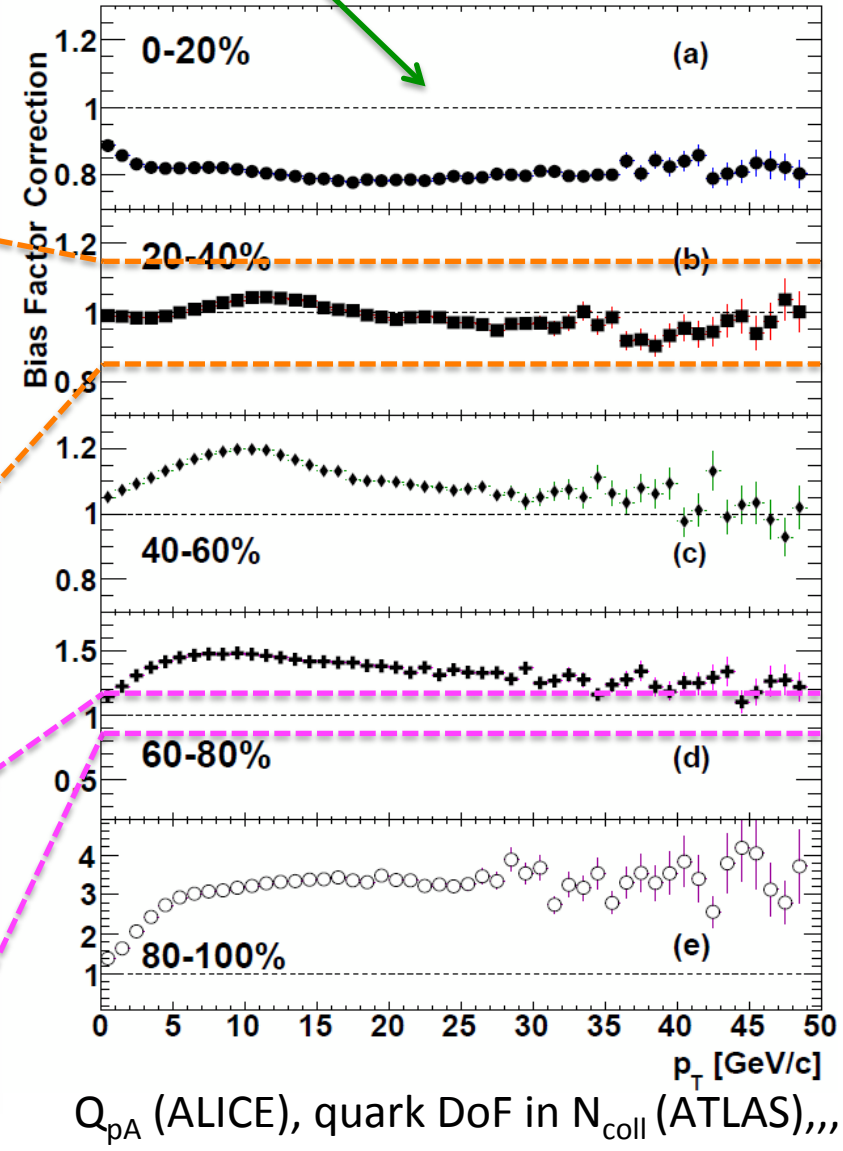 Bias Factor Correction
1.2
0-20%
(a)
1
0.8
1.2
20-40%
(b)
1
0.8
1.2
1
40-60%
(c)
0.8
1.5
1
60-80%
(d)
0.5
4
3
2
80-100%
(e)
1
0 5 10 15 20 25 30 35 40 45 50
pT [GeV/c]
QpA (ALICE), quark DoF in Ncoll (ATLAS),,,